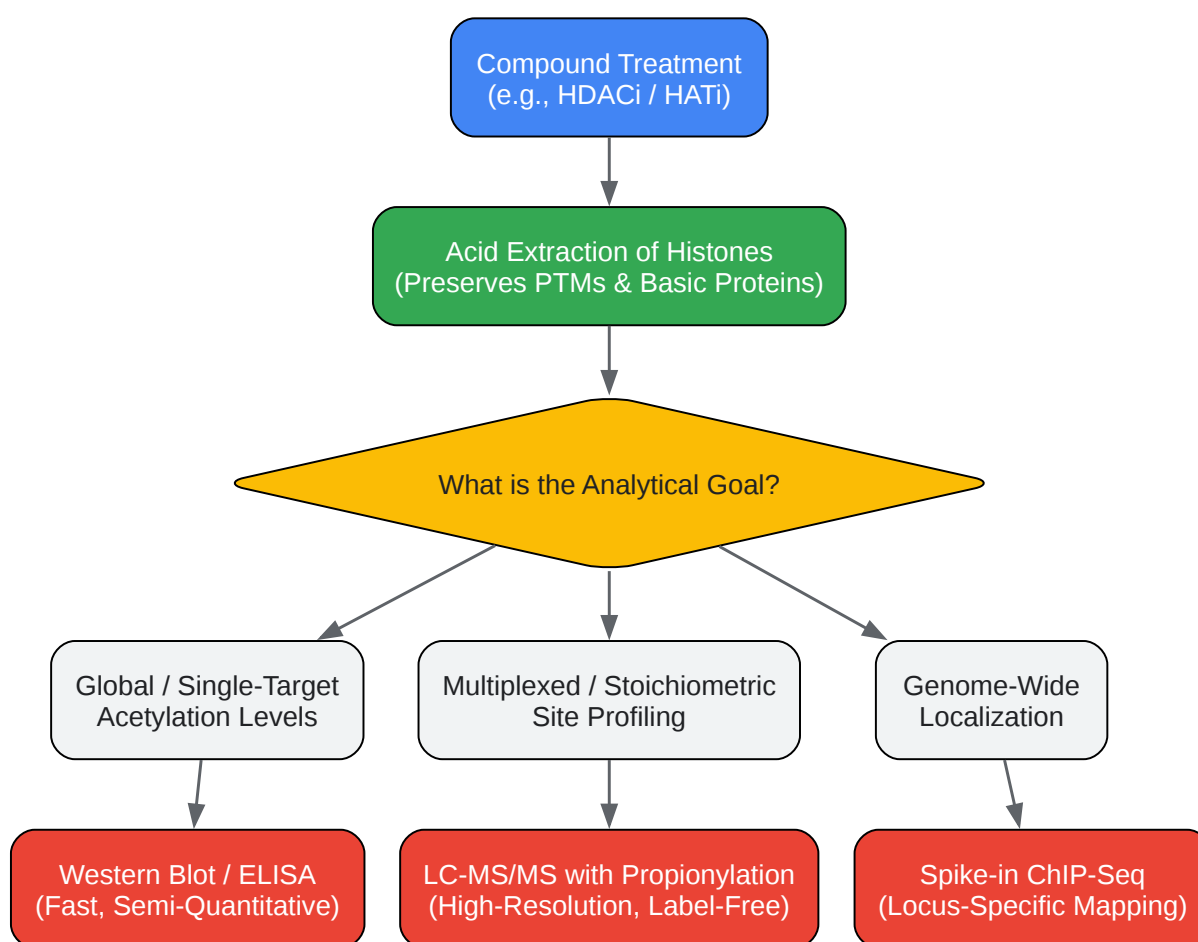 Compound Treatment
(e.g., HDACi / HATi)
Acid Extraction of Histones
(Preserves PTMs & Basic Proteins)
What is the Analytical Goal?
Global / Single-Target
Acetylation Levels
Multiplexed / Stoichiometric
Site Profiling
Genome-Wide
Localization
Western Blot / ELISA
(Fast, Semi-Quantitative)
LC-MS/MS with Propionylation
(High-Resolution, Label-Free)
Spike-in ChIP-Seq
(Locus-Specific Mapping)